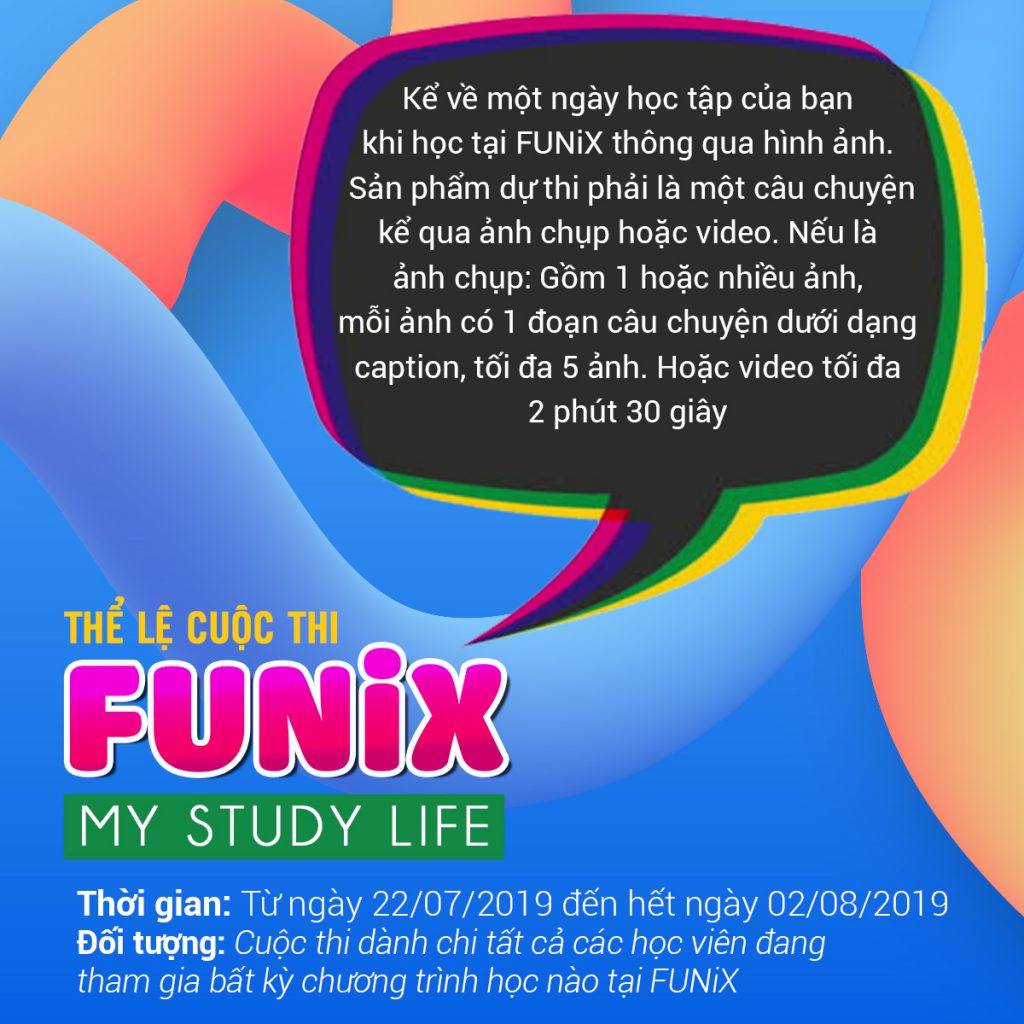 Kể về một ngày học tập của bạn
khi học tại FUNiX thông qua hình ảnh.
Sản phẩm dự thi phải là một câu chuyện
kể qua ảnh chụp hoặc video. Nếu là
ảnh chụp: Gồm 1 hoặc nhiều ảnh,
mỗi ảnh có 1 đoạn câu chuyện dưới dạng
caption, tối đa 5 ảnh. Hoặc video tối đa
2 phút 30 giây
THỂ LỆ CUỘC THI
FUNiX
MY STUDY LIFE
Thời gian: Từ ngày 22/07/2019 đến hết ngày 02/08/2019
Đối tượng: Cuộc thi dành chi tất cả các học viên đang
tham gia bất kỳ chương trình học nào tại FUNiX